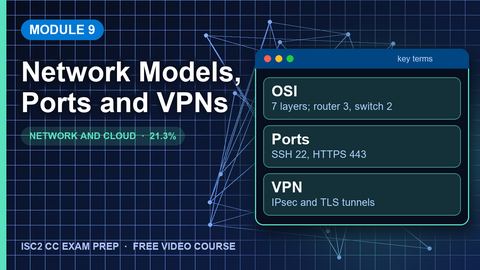 MODULE 9
Network Models,
Ports and VPNs
NETWORK AND CLOUD · 21.3%
key terms
OSI
7 layers; router 3, switch 2
Ports
SSH 22, HTTPS 443
VPN
IPsec and TLS tunnels
ISC2 CC EXAM PREP · FREE VIDEO COURSE